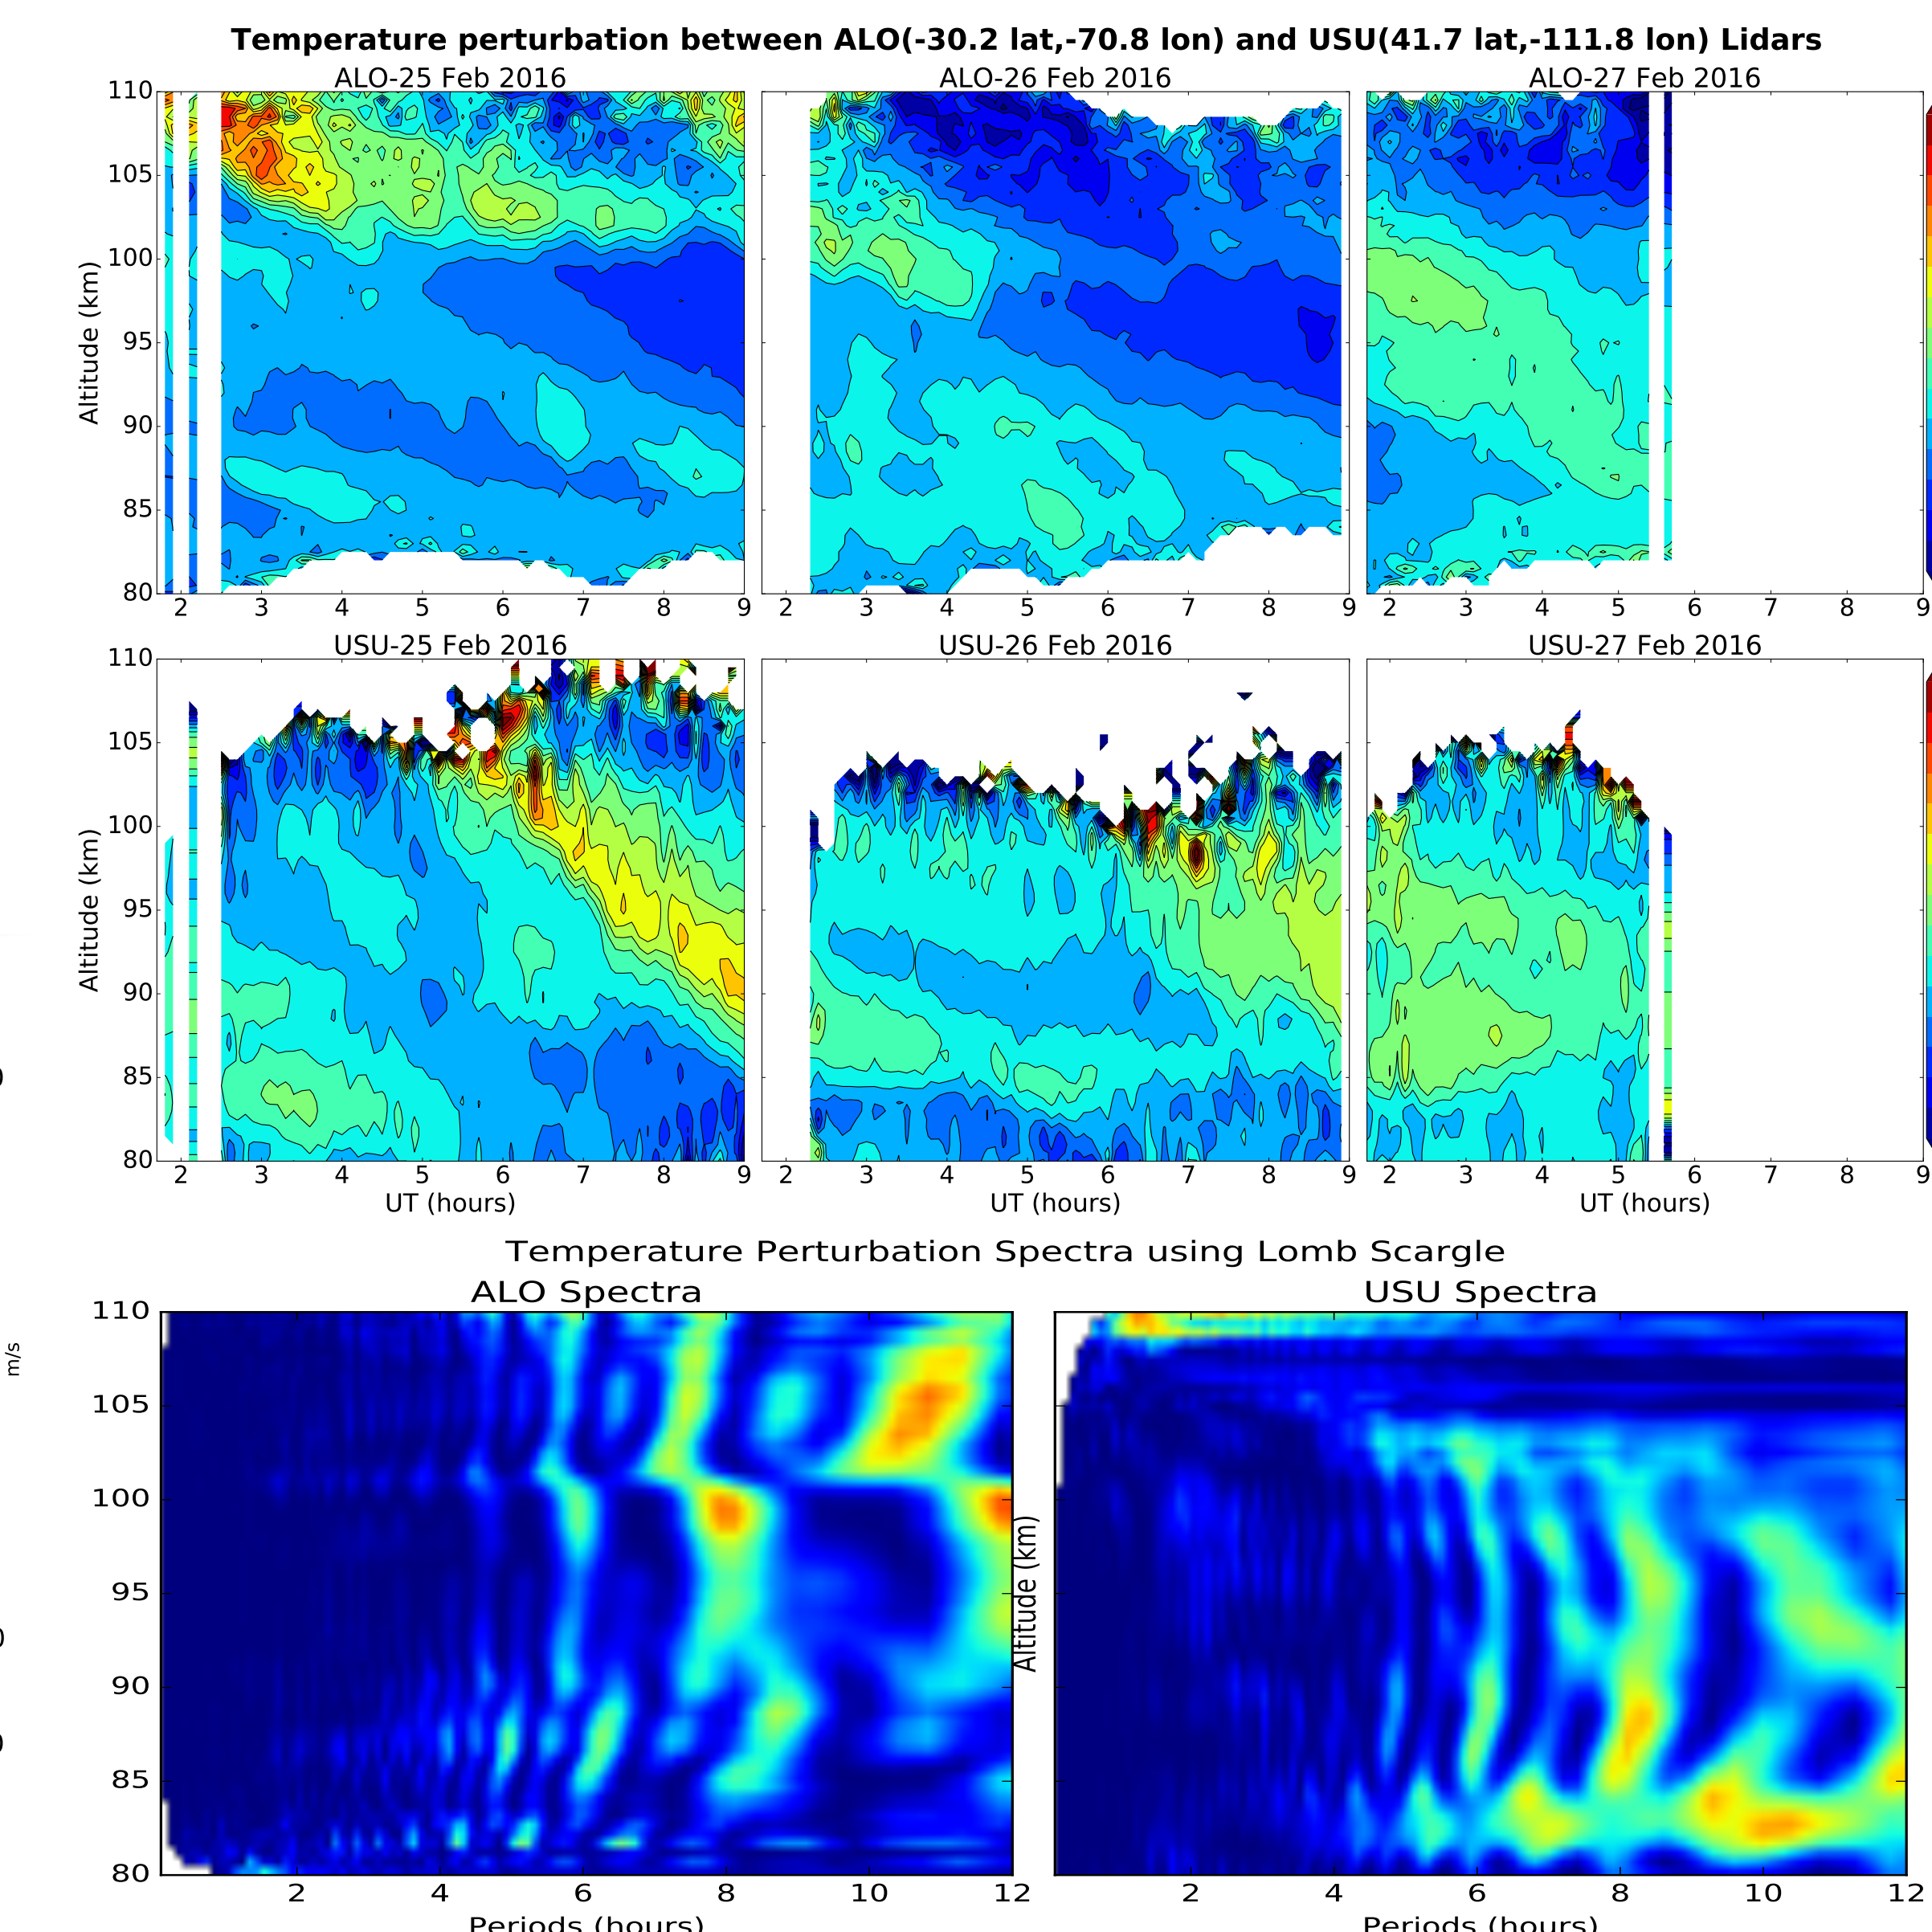 Temperature perturbation between ALO(-30.2 lat,-70.8 lon) and USU(41.7 lat,-111.8 lon) Lidars
ALO-25 Feb 2016 ALO-26 Feb 2016 ALO-27 Feb 2016
110
105
100
95
90
85
80
Altitude (km)
2 3 4 5 6 7 8 9 2 3 4 5 6 7 8 9 2 3 4 5 6 7 8 9
USU-25 Feb 2016 USU-26 Feb 2016 USU-27 Feb 2016
110
105
100
95
90
85
80
Altitude (km)
2 3 4 5 6 7 8 9 2 3 4 5 6 7 8 9 2 3 4 5 6 7 8 9
UT (hours) UT (hours) UT (hours)
Temperature Perturbation Spectra using Lomb Scargle
ALO Spectra USU Spectra
m/s
110
105
100
95
90
85
80
Altitude (km)
2 4 6 8 10 12 2 4 6 8 10 12
Periods (hours) Periods (hours)